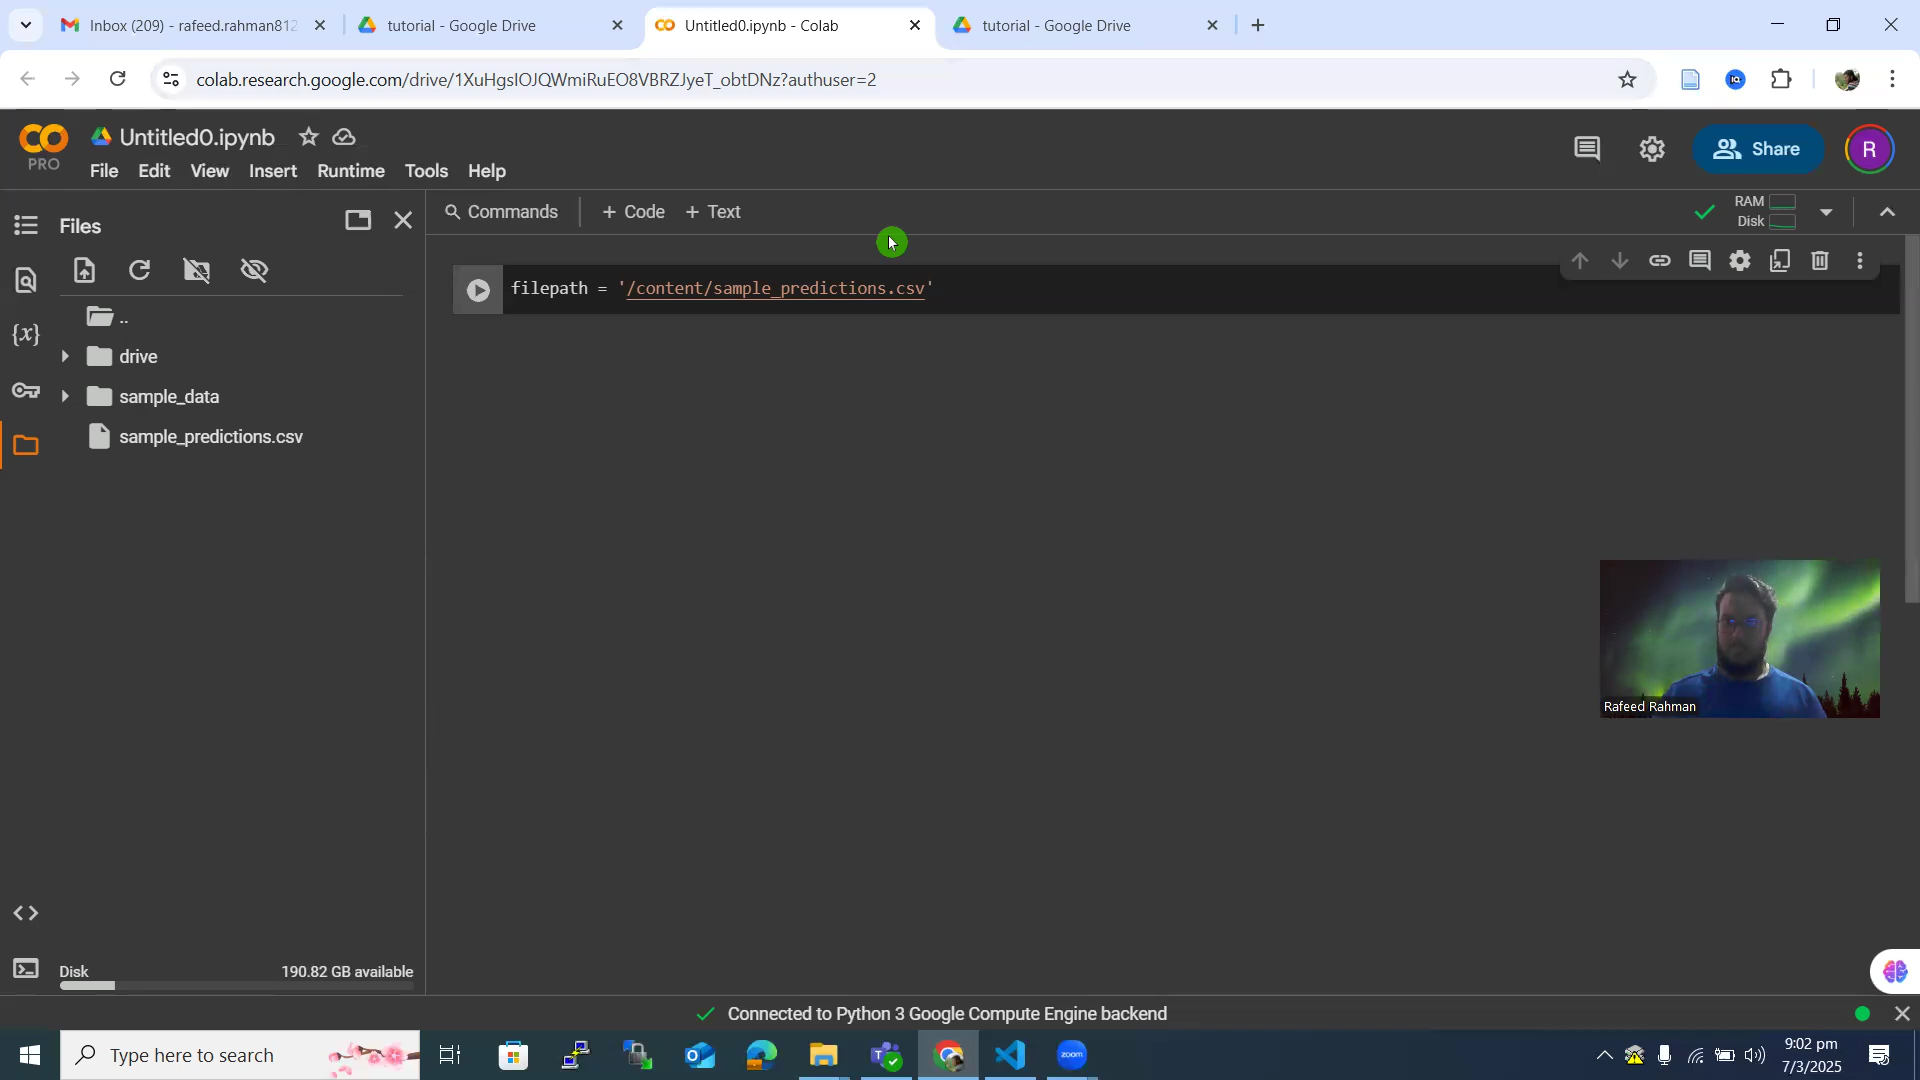 Inbox (209) - rafeed.rahman812
tutorial - Google Drive
Untitled0.ipynb - Colab
tutorial - Google Drive
colab.research.google.com/drive/1XuHgsIOJQWmiRuEO8VBRZJyeT_obtDNz?authuser=2
PRO
Untitled0.ipynb
File Edit View Insert Runtime Tools Help
Share
R
Files
Commands + Code + Text
RAM
Disk
filepath = '/content/sample_predictions.csv'
..
drive
sample_data
sample_predictions.csv
{x}
Rafeed Rahman
Disk 190.82 GB available
Connected to Python 3 Google Compute Engine backend
Type here to search
zoom
9:02 pm
7/3/2025